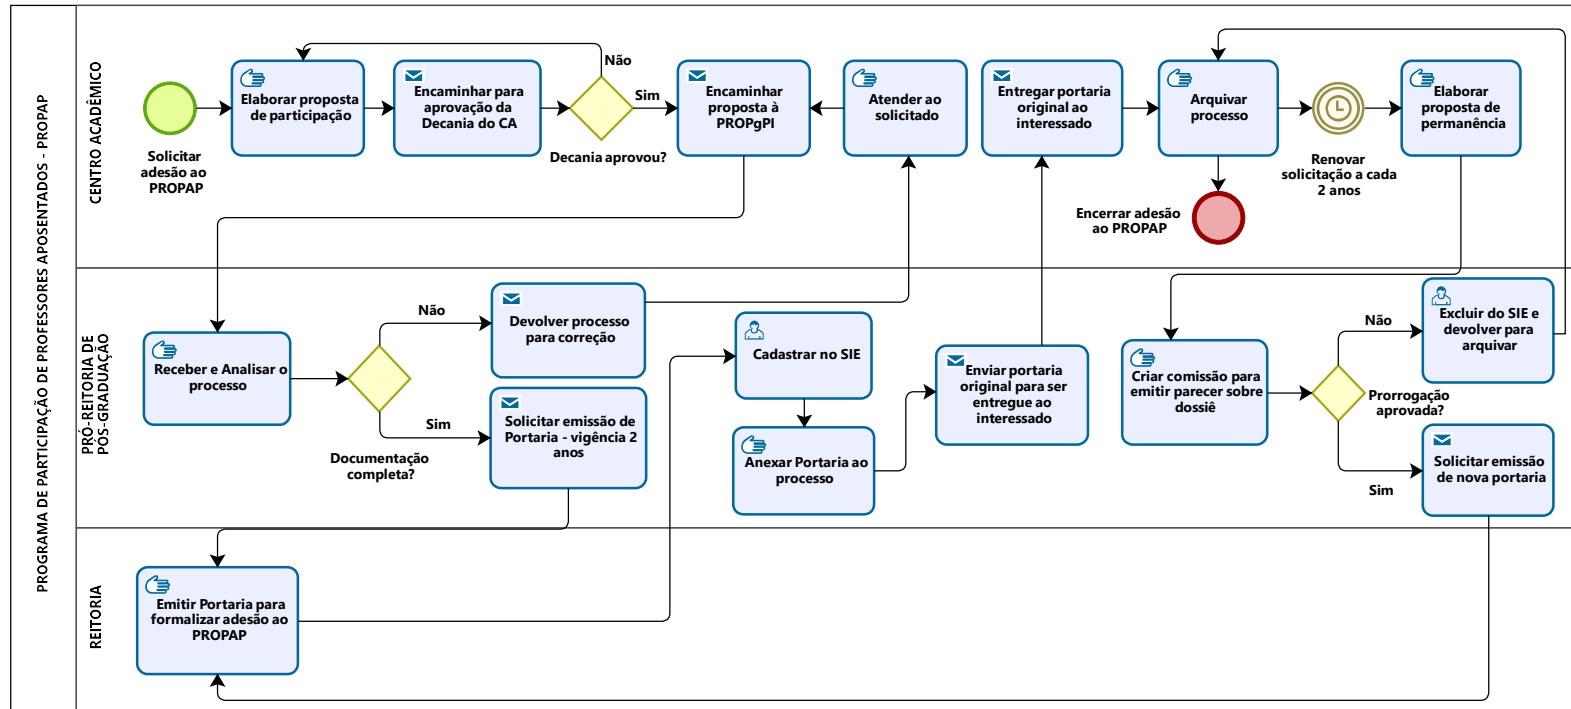 PROGRAMA DE PARTICIPAÇÃO DE PROFESSORES APOSENTADOS - PROPAP
CENTRO ACADÊMICO
Solicitar
adesão ao
PROPAP
Elaborar proposta
de participação
Encaminhar para
aprovação da
Decania do CA
Não
Sim
Decania aprovou?
Encaminhar
proposta à
PROPgPI
Atender ao
solicitado
Entregar portaria
original ao
interessado
Arquivar
processo
Renovar
solicitação a cada
2 anos
Elaborar
proposta de
permanência
Encerrar adesão
ao PROPAP
PRÓ-REITORIA DE
PÓS-GRADUAÇÃO
Receber e Analisar o
processo
Não
Sim
Documentação
completa?
Devolver processo
para correção
Solicitar emissão de
Portaria - vigência 2
anos
Cadastrar no SIE
Anexar Portaria ao
processo
Enviar portaria
original para ser
entregue ao
interessado
Criar comissão para
emitir parecer sobre
dossiê
Não
Prorrogação
aprovada?
Sim
Excluir do SIE e
devolver para
arquivar
Solicitar emissão
de nova portaria
REITORIA
Emitir Portaria para
formalizar adesão ao
PROPAP